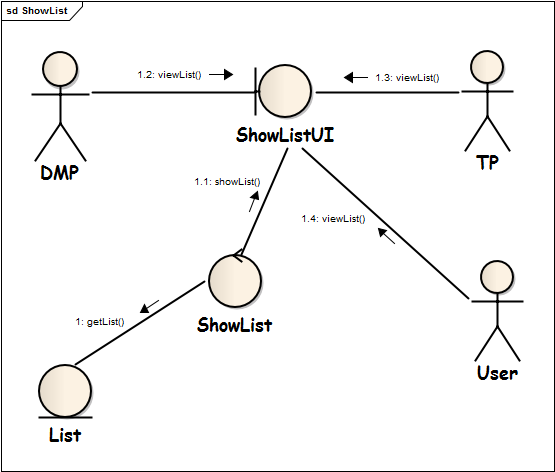 sd ShowList
1.2: viewList()
1.3: viewList()
ShowListUI
DMP
TP
1.1: showList()
1.4: viewList()
ShowList
1: getList()
User
List